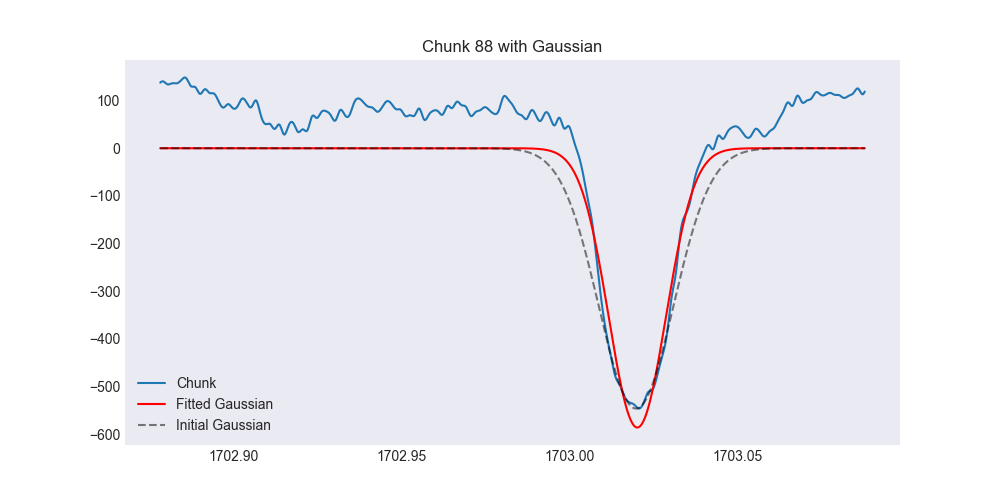 Chunk 88 with Gaussian
100
0
−100
−200
−300
−400
−500
−600
Chunk
Fitted Gaussian
Initial Gaussian
1702.90 1702.95 1703.00 1703.05